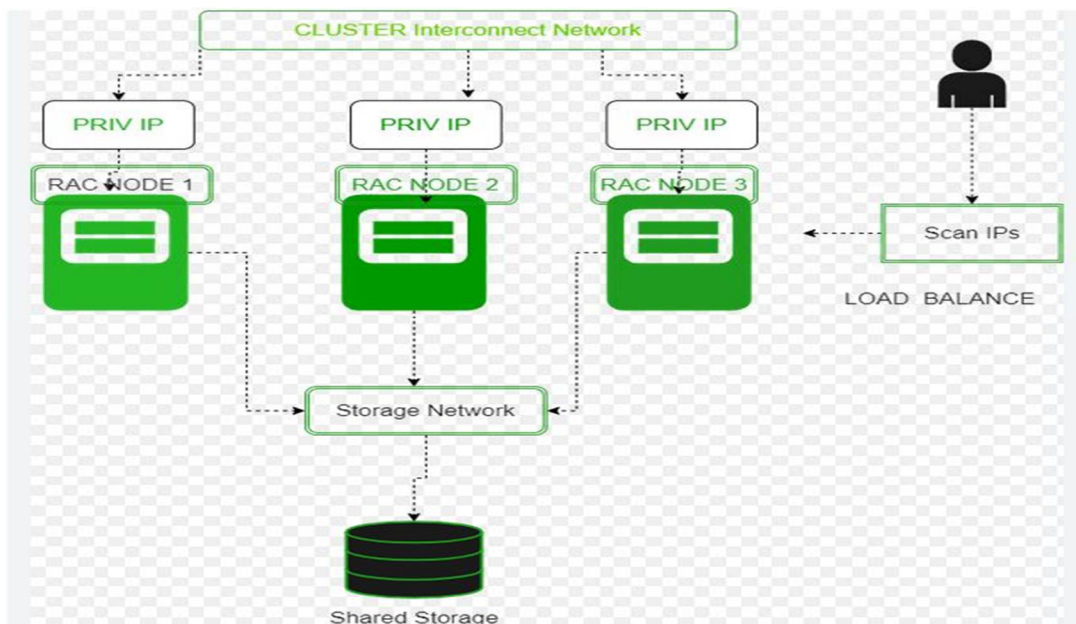 CLUSTER Interconnect Network
PRIV IP
PRIV IP
PRIV IP
RAC NODE 1
RAC NODE 2
RAC NODE 3
Scan IPs
LOAD BALANCE
Storage Network
Shared Storage